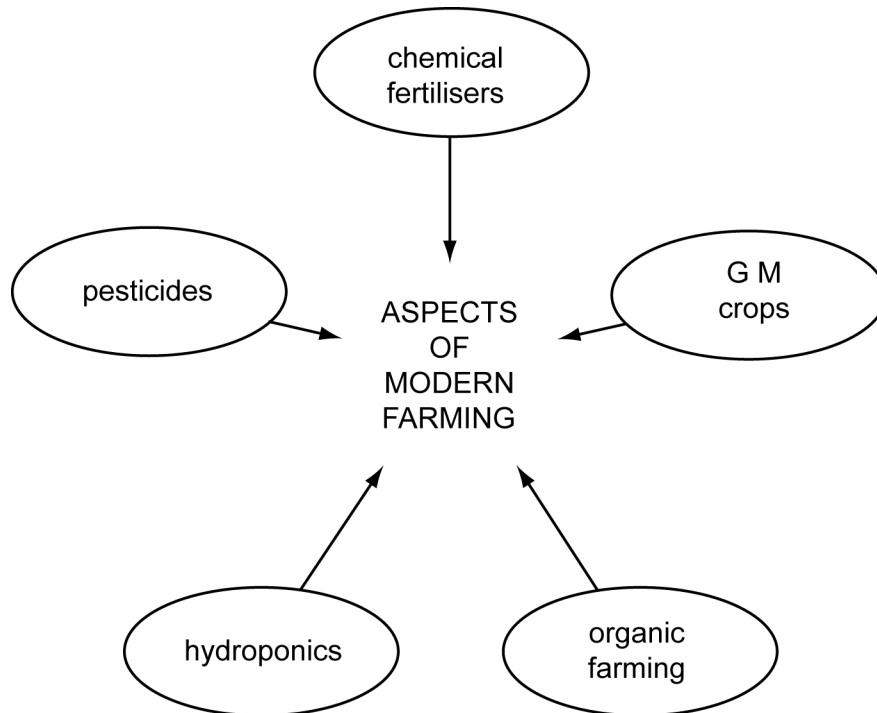 chemical
fertilisers
pesticides
G M
crops
ASPECTS
OF
MODERN
FARMING
hydroponics
organic
farming